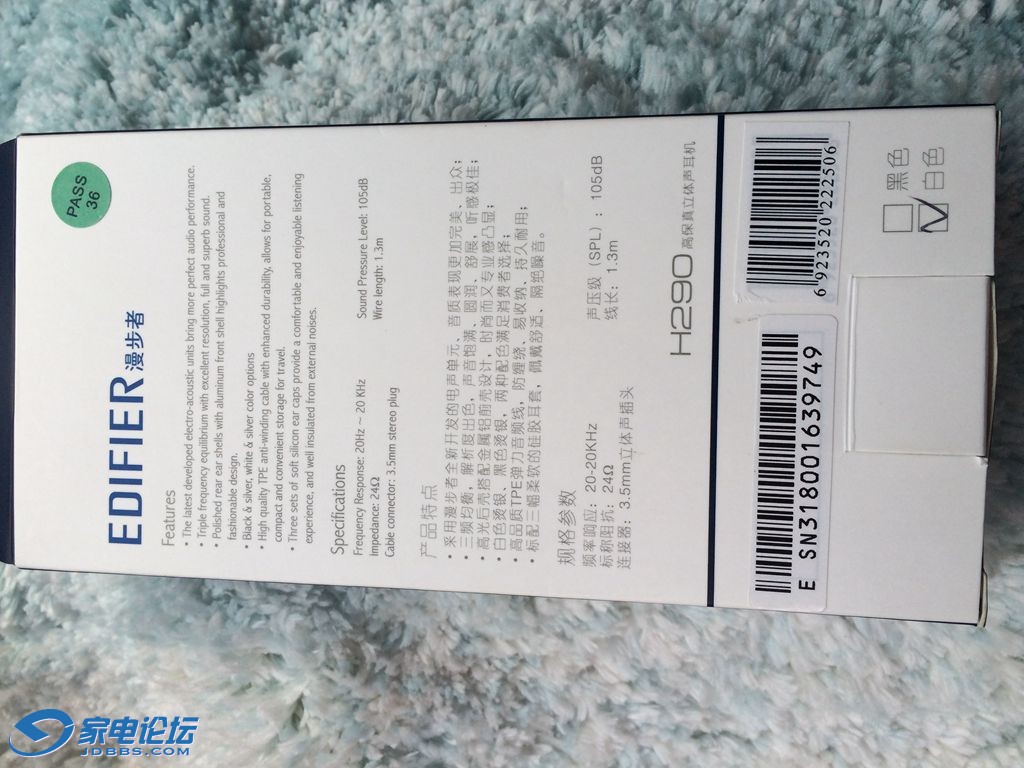 PASS
36
EDIFIER 漫步者
Features
• The latest developed electro-acoustic units bring more perfect audio performance.
• Triple frequency equilibrium with excellent resolution, full and superb sound.
• Polished rear ear shells with aluminum front shell highlights professional and
fashionable design.
• Black & silver, white & silver color options
• High quality TPE anti-winding cable with enhanced durability, allows for portable,
compact and convenient storage for travel.
• Three sets of soft silicon ear caps provide a comfortable and enjoyable listening
experience, and well insulated from external noises.
Specifications
Frequency Response: 20Hz ~ 20 KHz
Sound Pressure Level: 105dB
Impedance: 24Ω
Wire length: 1.3m
Cable connector: 3.5mm stereo plug
产品特点
• 采用漫步者全新开发的电声单元、音质表现更加完美、出众；
• 三频均衡，解析度出色，声音饱满、圆润、舒展，听感极佳；
• 高光后壳搭配金属铝前壳设计，时尚而又专业感凸显；
• 白色烫银、黑色烫银，两种配色满足消费者选择；
• 高品质TPE弹力音频线，防缠绕、易收纳、持久耐用；
• 标配三幅柔软的硅胶耳套，佩戴舒适、隔绝噪音。
规格参数
频率响应：20-20KHz
声压级（SPL）：105dB
标称阻抗：24Ω
线长：1.3m
连接器：3.5mm立体声插头
H290 高保真立体声耳机
6 923520 222506
E SN318001639749
黑色
白色
家电论坛
JDBBS.COM